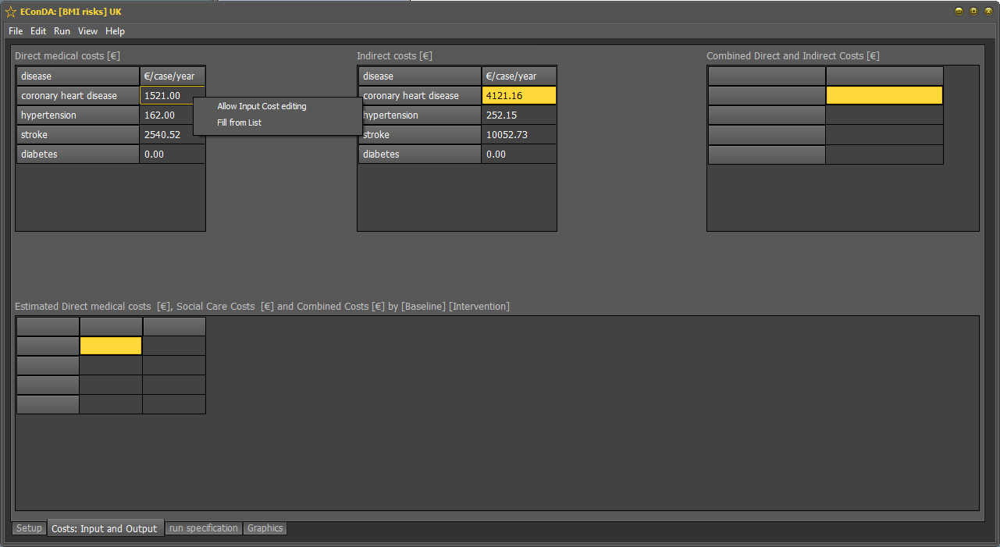 EConDA: [BMI risks] UK
File Edit Run View Help
Direct medical costs [€]
disease €/case/year
coronary heart disease 1521.00
hypertension 162.00
stroke 2540.52
diabetes 0.00
Allow Input Cost editing
Fill from List
Indirect costs [€]
disease €/case/year
coronary heart disease 4121.16
hypertension 252.15
stroke 10052.73
diabetes 0.00
Combined Direct and Indirect Costs [€]
Estimated Direct medical costs [€], Social Care Costs [€] and Combined Costs [€] by [Baseline] [Intervention]
Setup Costs: Input and Output run specification Graphics